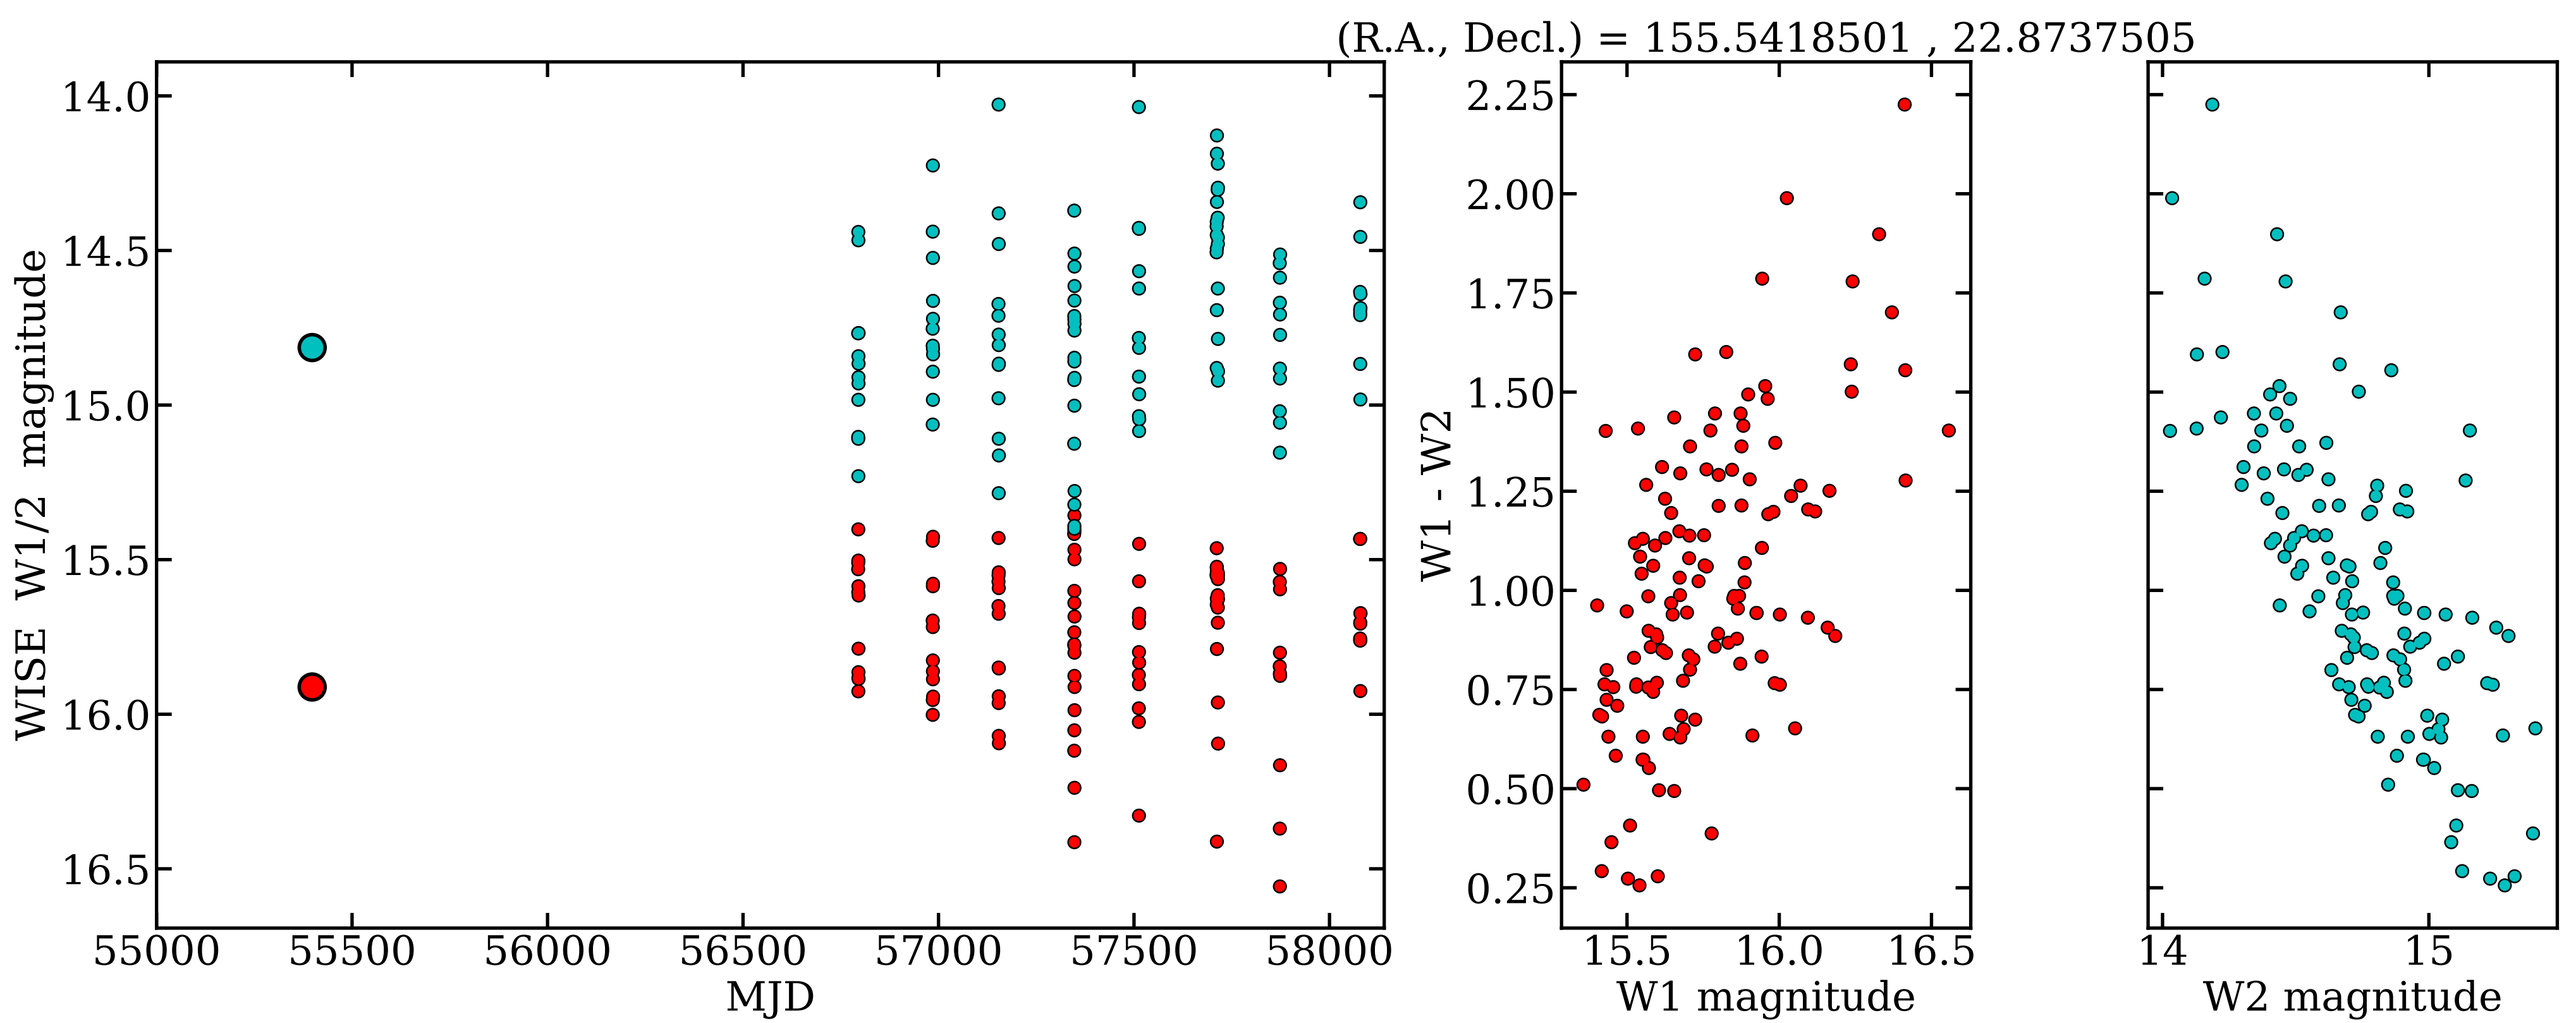 (R.A., Decl.) = 155.5418501 , 22.8737505
WISE W1/2 magnitude
14.0
14.5
15.0
15.5
16.0
16.5
55000 55500 56000 56500 57000 57500 58000
MJD
W1 - W2
2.25
2.00
1.75
1.50
1.25
1.00
0.75
0.50
0.25
15.5 16.0 16.5
W1 magnitude
14 15
W2 magnitude